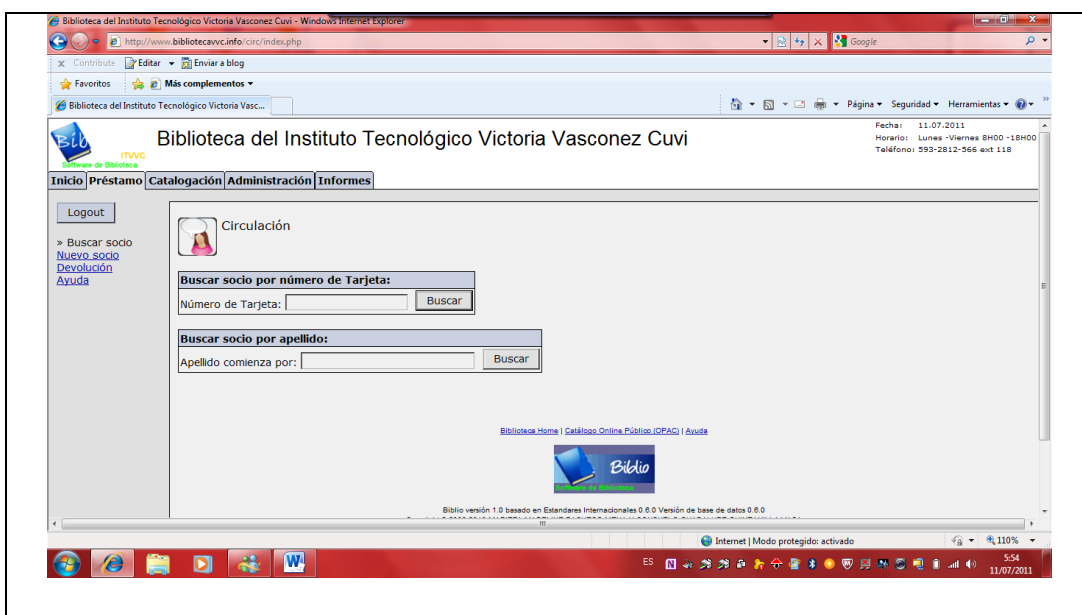 Biblioteca del Instituto Tecnológico Victoria Vasconez Cuvi - Windows Internet Explorer
http://www.bibliotecavvc.info/circ/index.php
Google
x Contribute Editar Enviar a blog
Favoritos Más complementos
Biblioteca del Instituto Tecnológico Victoria Vasc...
Página Seguridad Herramientas
Bib
ITVVC
Software de Biblioteca
Biblioteca del Instituto Tecnológico Victoria Vasconez Cuvi
Fecha: 11.07.2011
Horario: Lunes -Viernes 8H00 -18H00
Teléfono: 593-2812-566 ext 118
Inicio Préstamo Catalogación Administración Informes
Logout
» Buscar socio
Nuevo socio
Devolución
Ayuda
Circulación
Buscar socio por número de Tarjeta:
Número de Tarjeta: Buscar
Buscar socio por apellido:
Apellido comienza por: Buscar
Biblioteca Home | Catálogo Online Público (OPAC) | Ayuda
Biblio
Software de Biblioteca
Biblio versión 1.0 basado en Estandares Internacionales 0.6.0 Versión de base de datos 0.6.0
Internet | Modo protegido: activado
110%
ES
5:54
11/07/2011